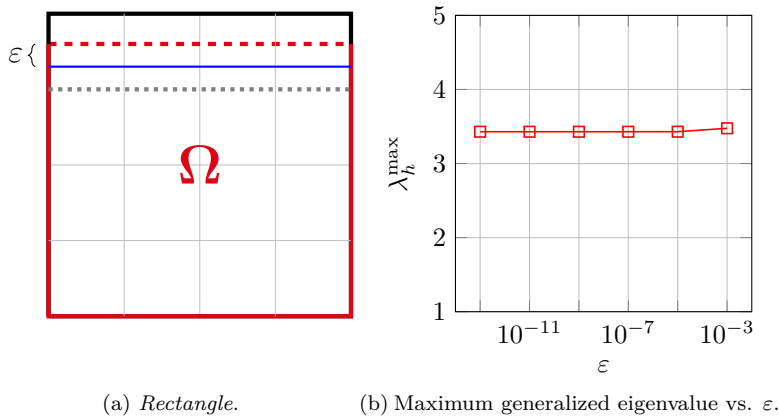 ε{
Ω
5
4
3
2
1
λ_h^max
10^−11
10^−7
10^−3
ε
(a) Rectangle.
(b) Maximum generalized eigenvalue vs. ε.